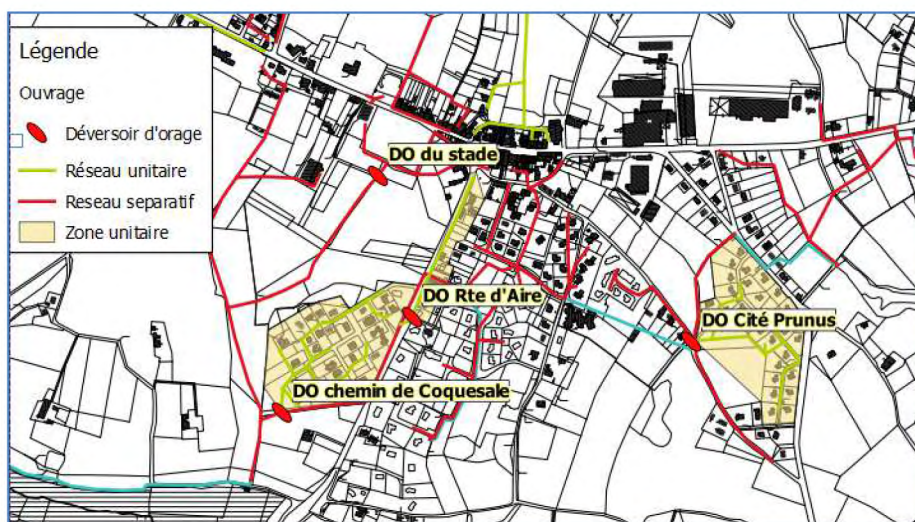 Légende
Ouvrage
Déversoir d'orage
Réseau unitaire
Reseau separatif
Zone unitaire
DO du stade
DO Rte d'Aire
DO Cité Prunus
DO chemin de Coquesale